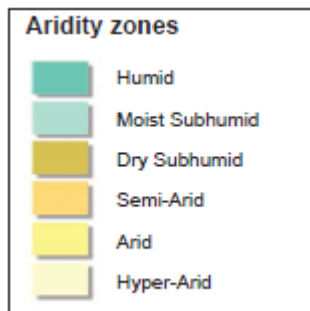 Aridity zones
Humid
Moist Subhumid
Dry Subhumid
Semi-Arid
Arid
Hyper-Arid